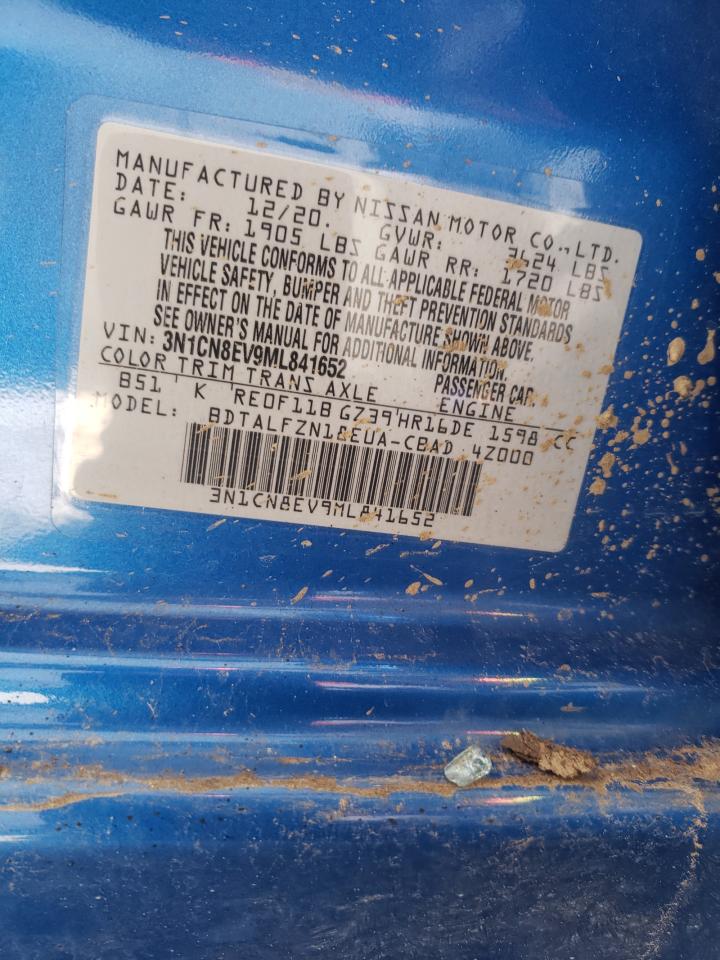 MANUFACTURED BY NISSAN MOTOR CO., LTD.
DATE: 12/20. GVWR: 3624 LBS
GAWR FR: 1905 LBS GAWR RR: 1720 LBS
THIS VEHICLE CONFORMS TO ALL APPLICABLE FEDERAL MOTOR
VEHICLE SAFETY, BUMPER AND THEFT PREVENTION STANDARDS
IN EFFECT ON THE DATE OF MANUFACTURE SHOWN ABOVE.
SEE OWNER'S MANUAL FOR ADDITIONAL INFORMATION.
VIN: 3N1CN8EV9ML841652 PASSENGER CAR.
COLOR TRIM TRANS AXLE ENGINE
B51 K RE0F11B GZ39 HR16DE 1598 CC
MODEL: BDTALFZN18EUA-CBAD 4Z000
3N1CN8EV9ML841652